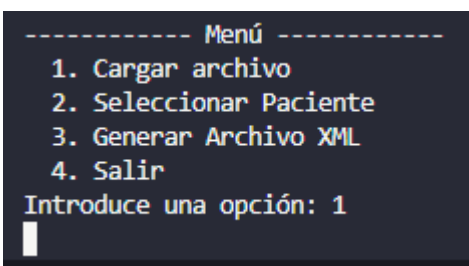 ------------ Menú ------------
1. Cargar archivo
2. Seleccionar Paciente
3. Generar Archivo XML
4. Salir
Introduce una opción: 1